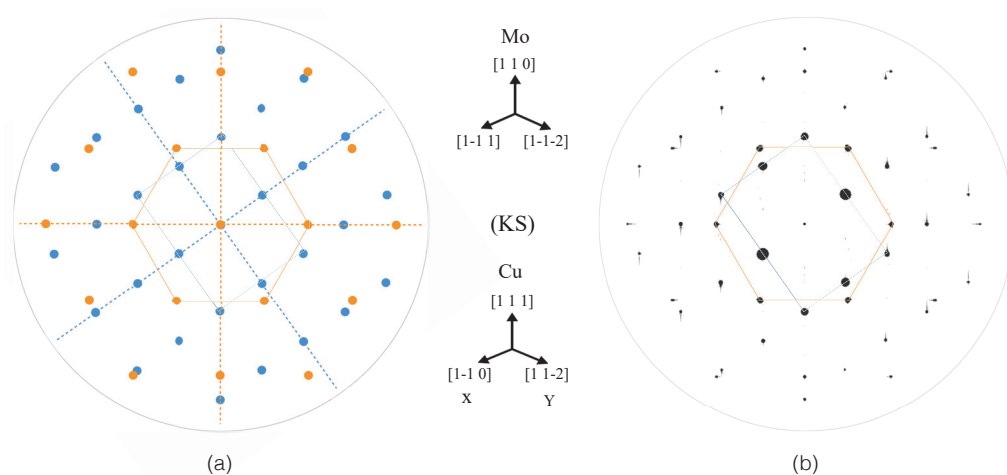 Mo
[1 1 0]
[1-1 1] [1-1-2]
(KS)
Cu
[1 1 1]
[1-1 0] [1 1-2]
x Y
(a) (b)